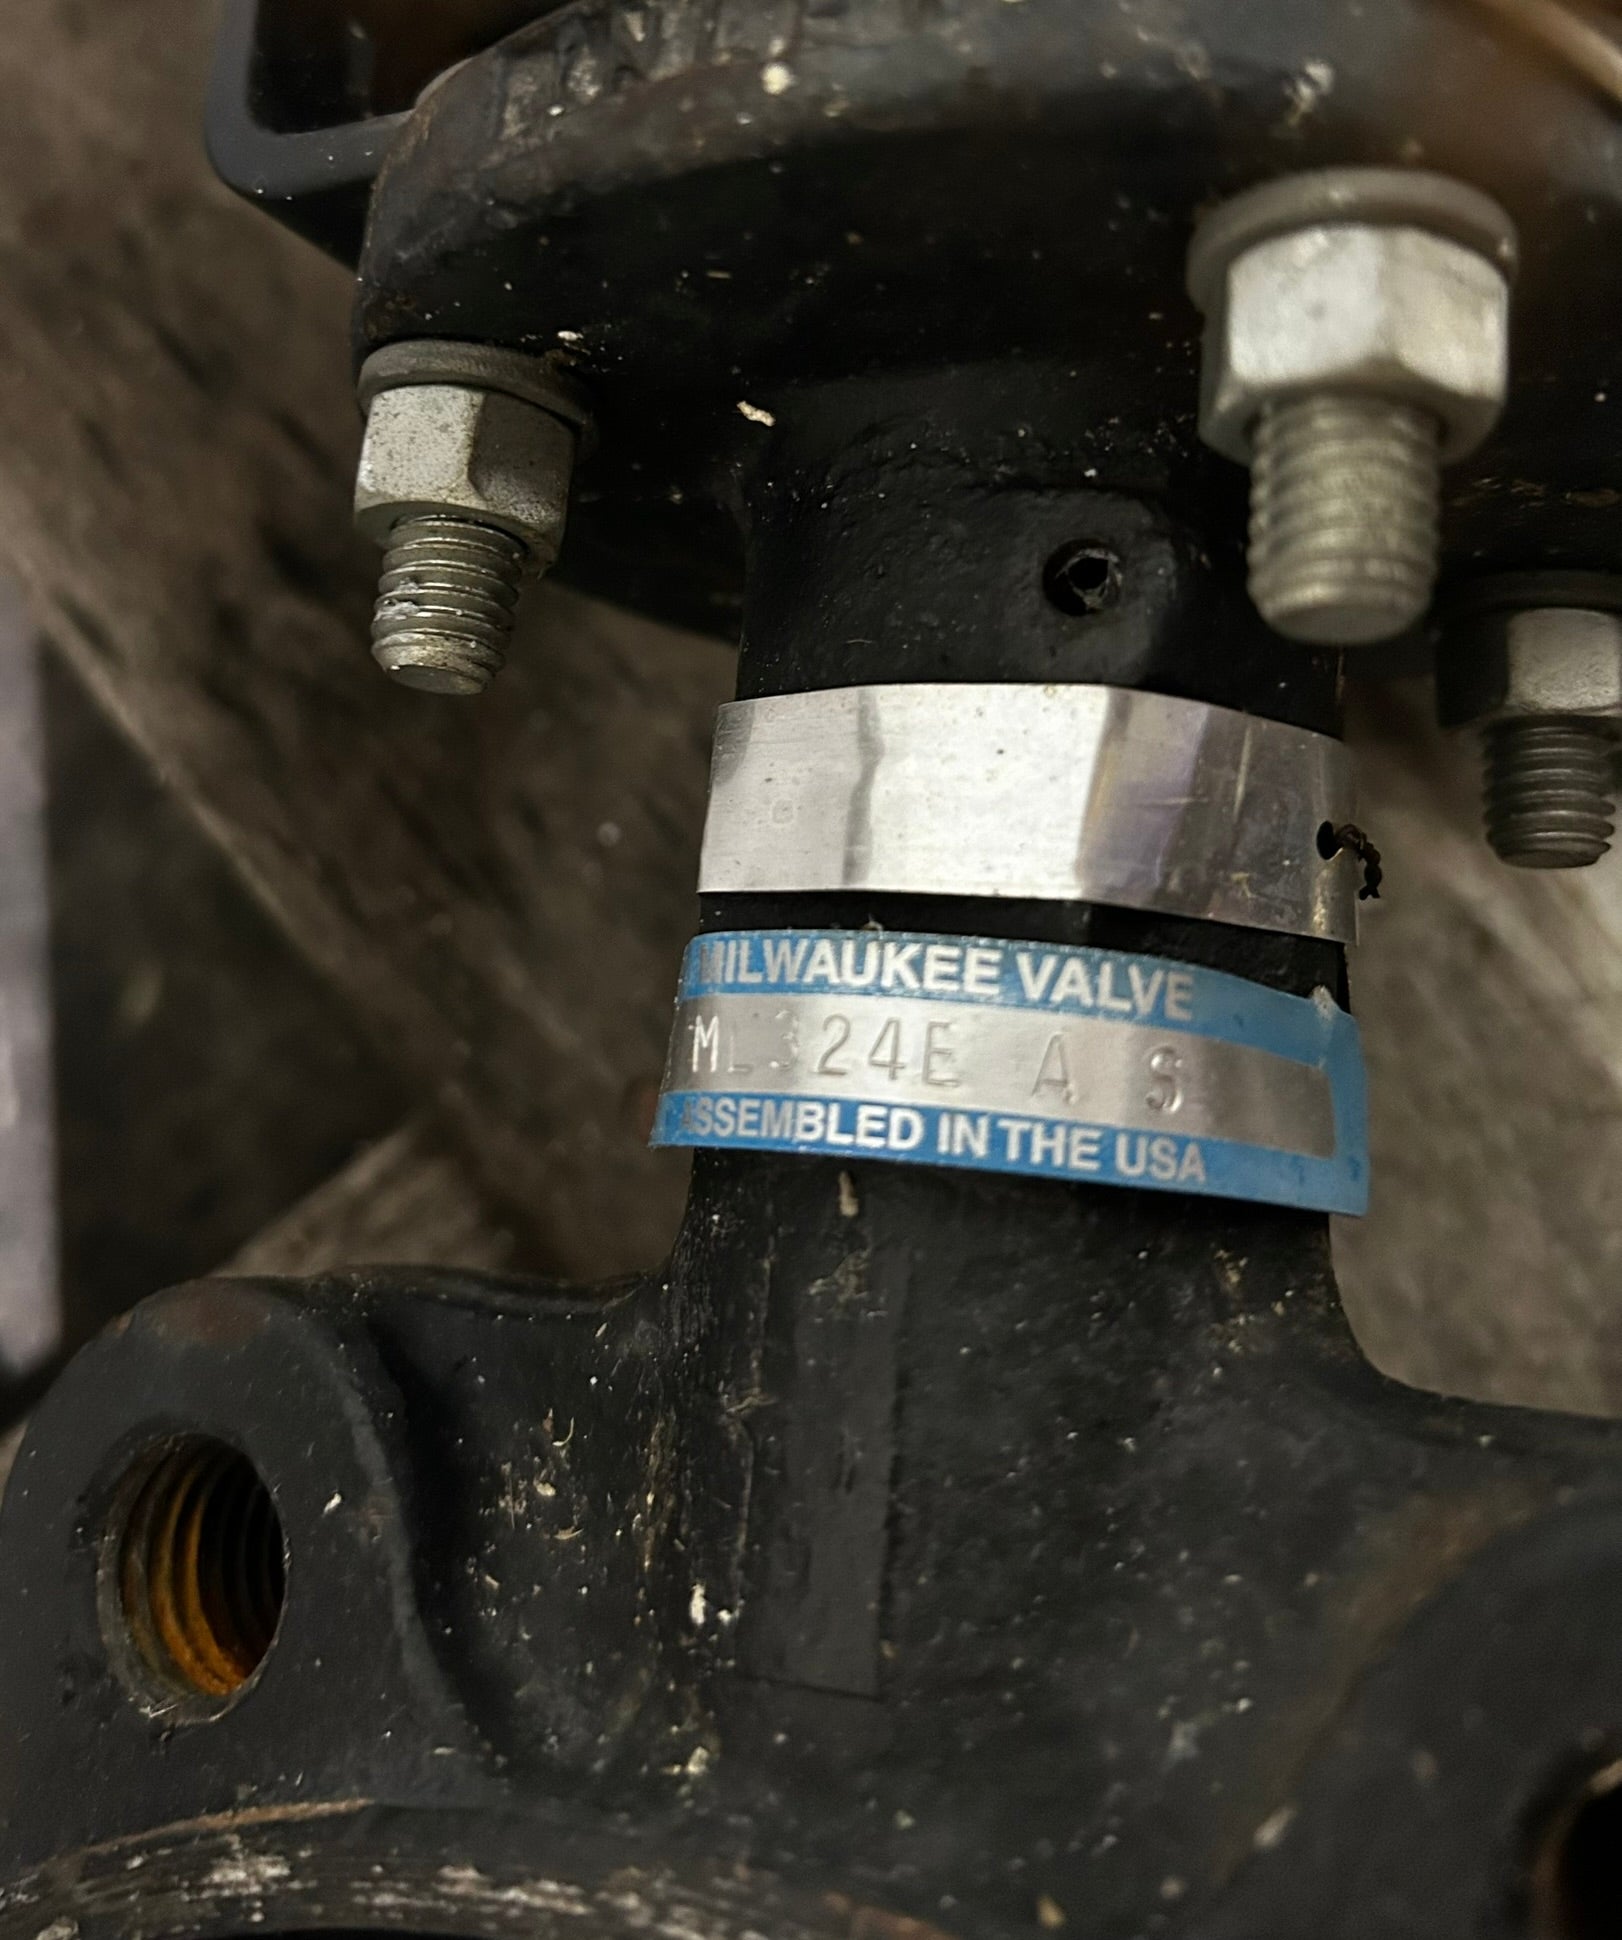 MILWAUKEE VALVE
ML324E A S
ASSEMBLED IN THE USA